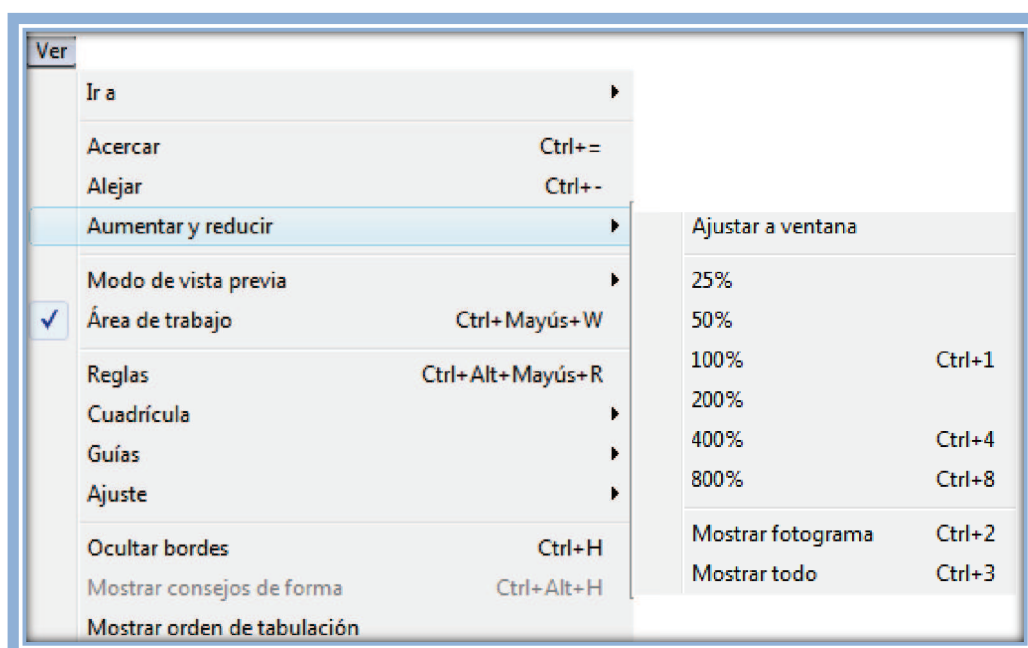 Ver
Ir a
Acercar Ctrl+=
Alejar Ctrl+-
Aumentar y reducir
Modo de vista previa
Área de trabajo Ctrl+Mayús+W
Reglas Ctrl+Alt+Mayús+R
Cuadrícula
Guías
Ajuste
Ocultar bordes Ctrl+H
Mostrar consejos de forma Ctrl+Alt+H
Mostrar orden de tabulación
Ajustar a ventana
25%
50%
100% Ctrl+1
200%
400% Ctrl+4
800% Ctrl+8
Mostrar fotograma Ctrl+2
Mostrar todo Ctrl+3